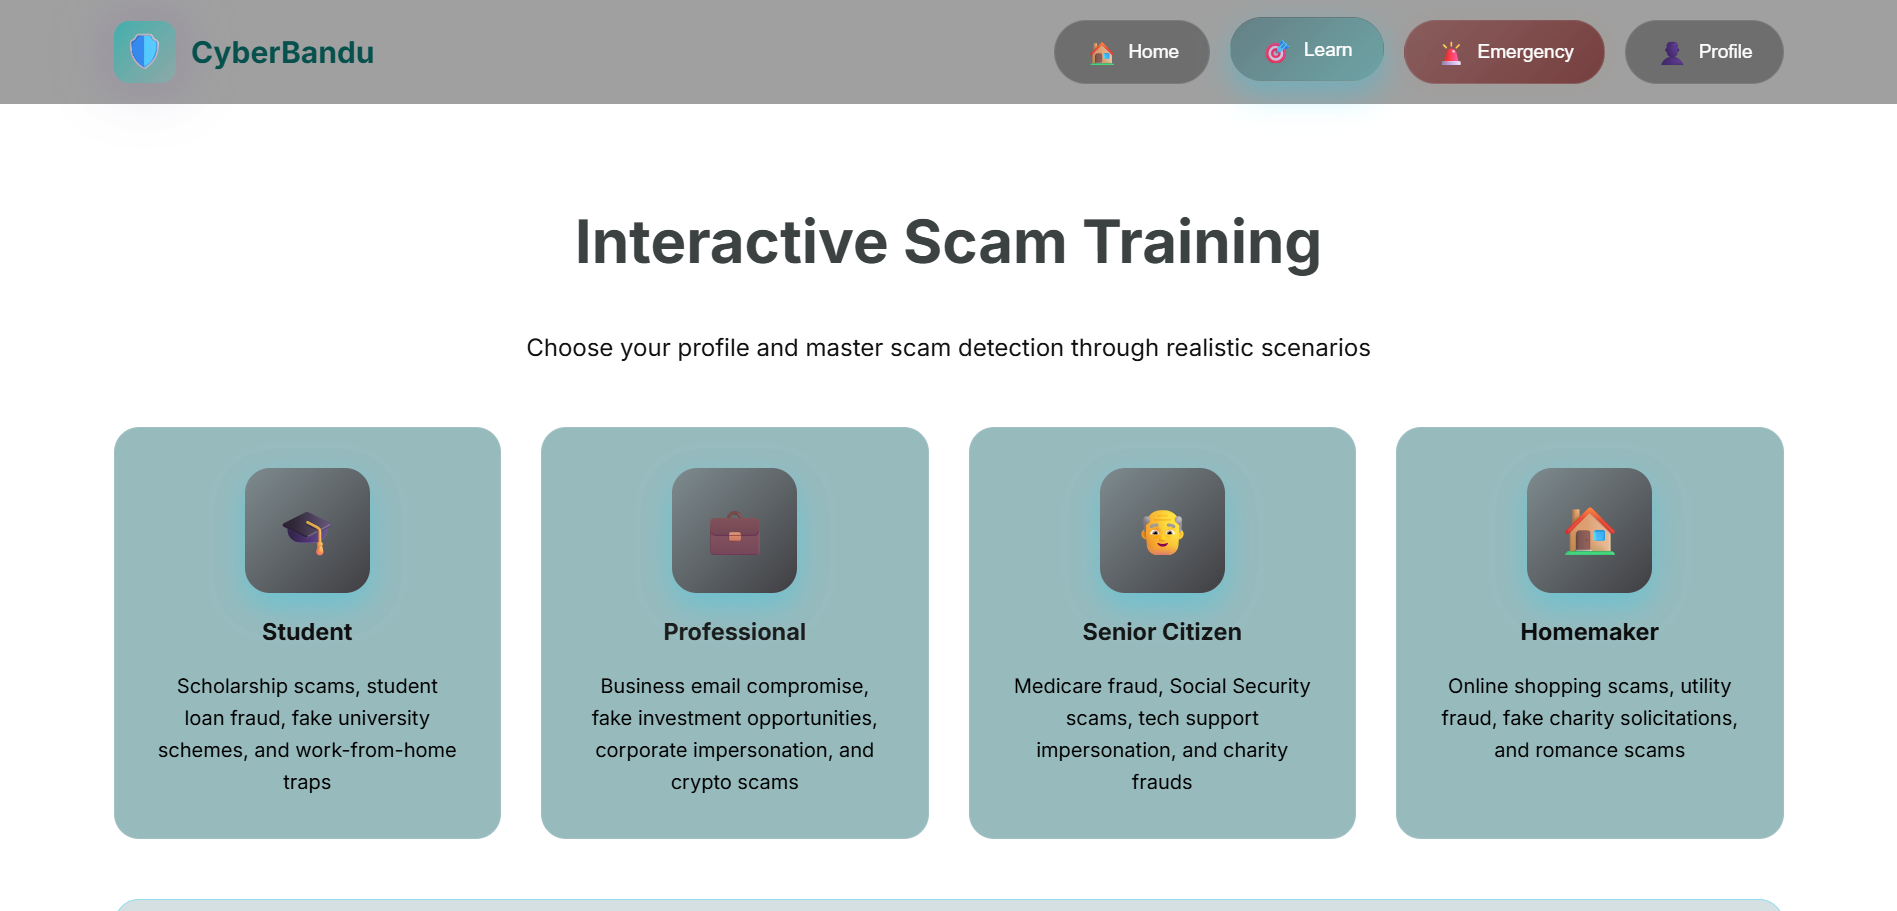 CyberBandu
Home
Learn
Emergency
Profile
Interactive Scam Training
Choose your profile and master scam detection through realistic scenarios
Student
Scholarship scams, student
loan fraud, fake university
schemes, and work-from-home
traps
Professional
Business email compromise,
fake investment opportunities,
corporate impersonation, and
crypto scams
Senior Citizen
Medicare fraud, Social Security
scams, tech support
impersonation, and charity
frauds
Homemaker
Online shopping scams, utility
fraud, fake charity solicitations,
and romance scams